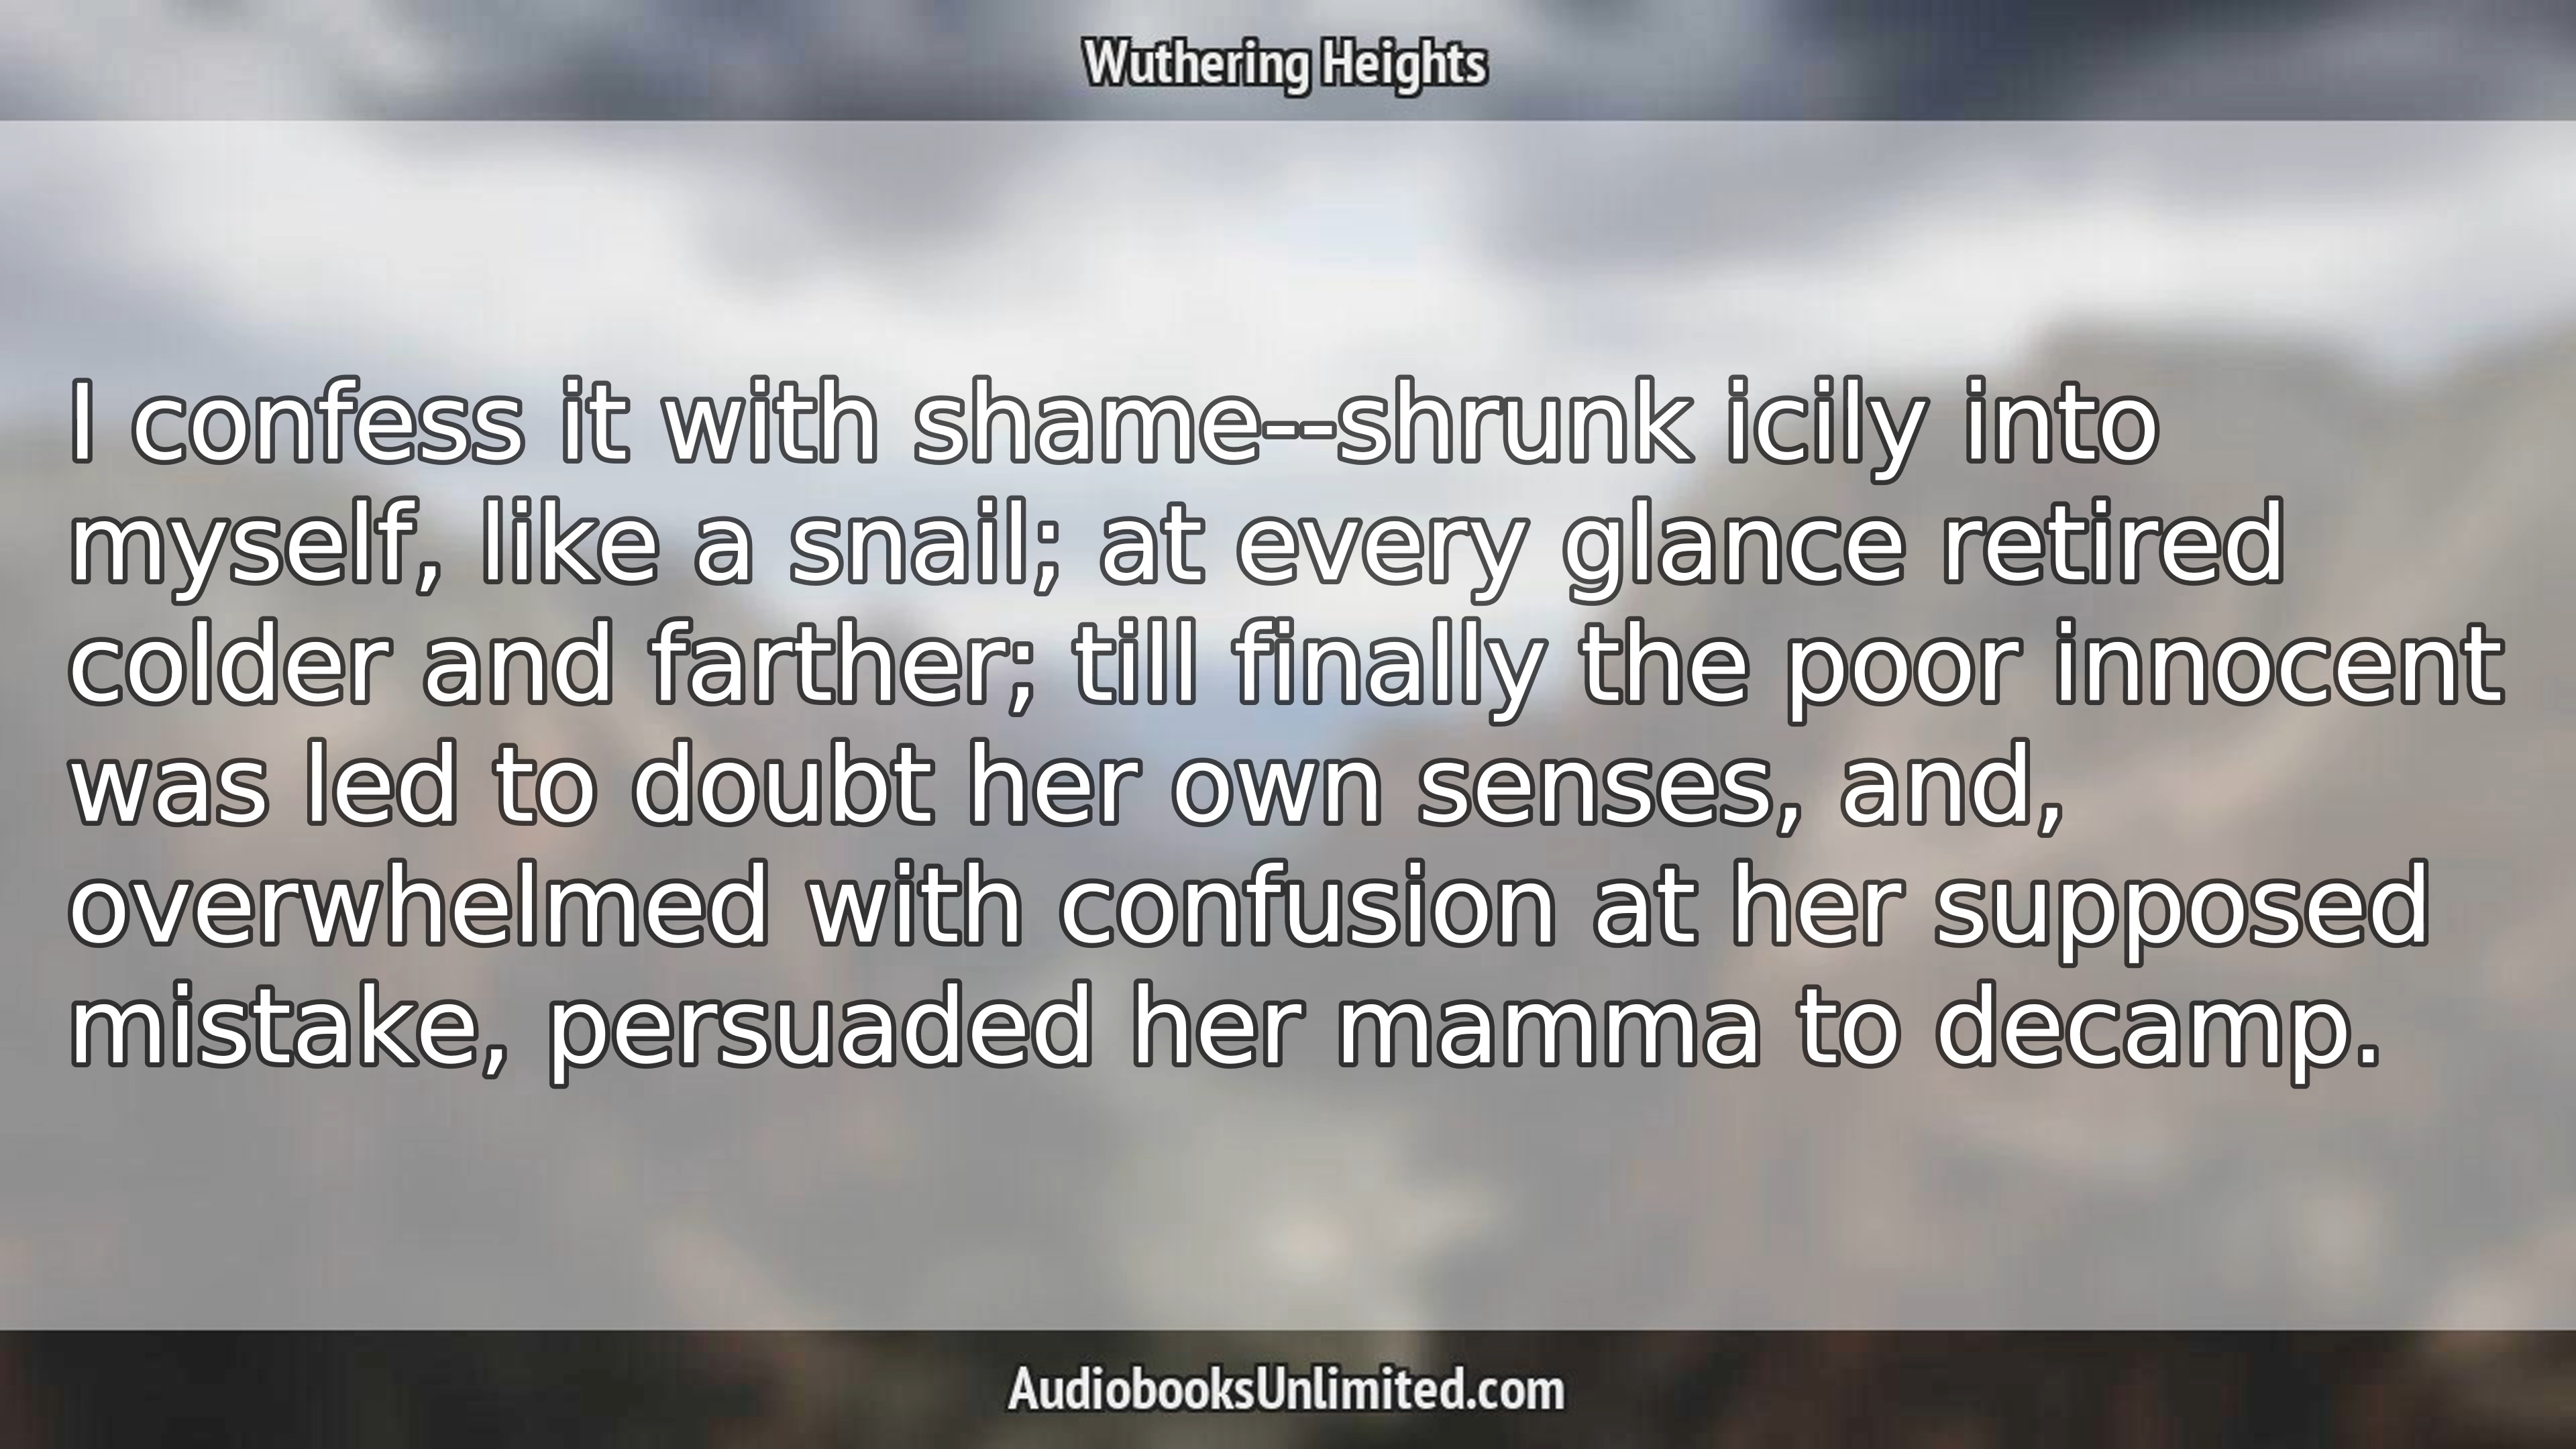 Wuthering Heights
I confess it with shame--shrunk icily into
myself, like a snail; at every glance retired
colder and farther; till finally the poor innocent
was led to doubt her own senses, and,
overwhelmed with confusion at her supposed
mistake, persuaded her mamma to decamp.
AudiobooksUnlimited.com